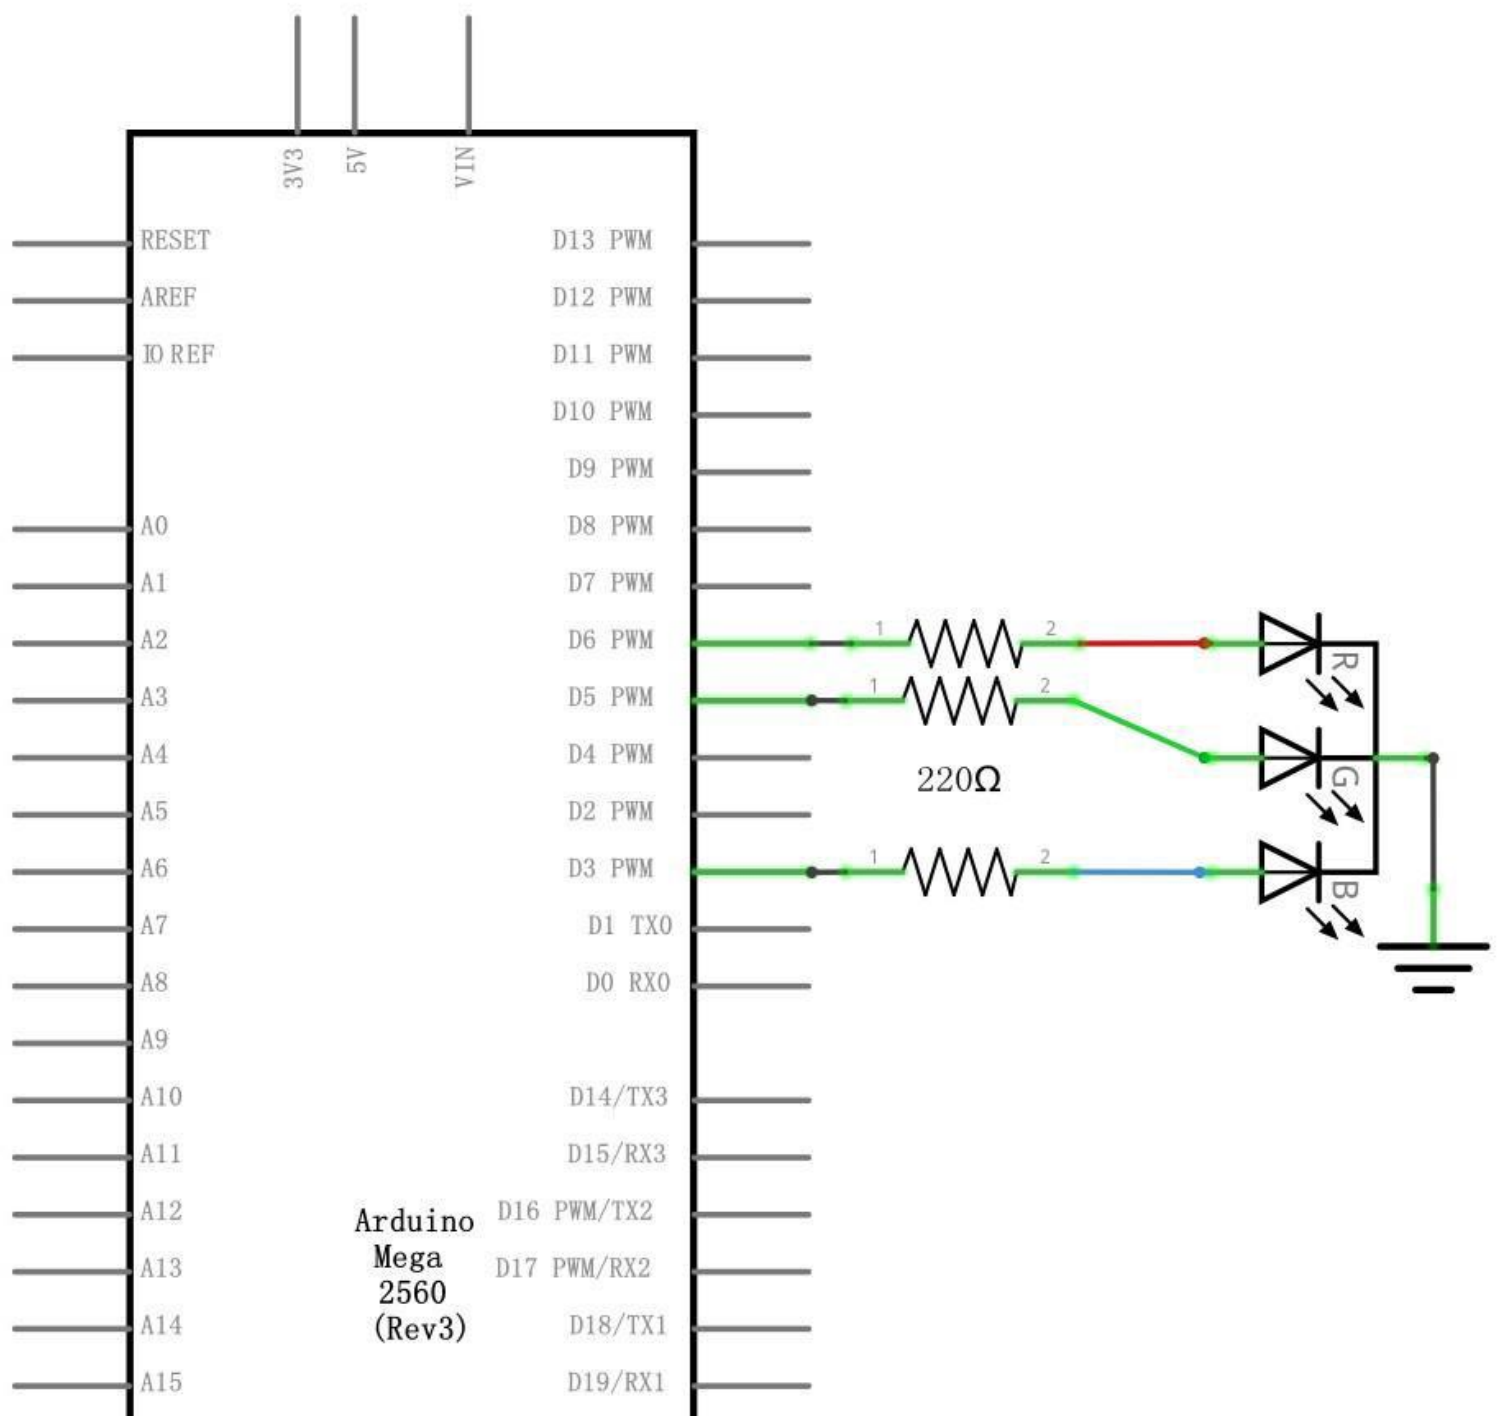 3V3
5V
VIN
RESET
AREF
IO REF
A0
A1
A2
A3
A4
A5
A6
A7
A8
A9
A10
A11
A12
A13
A14
A15
D13 PWM
D12 PWM
D11 PWM
D10 PWM
D9 PWM
D8 PWM
D7 PWM
D6 PWM
D5 PWM
D4 PWM
D2 PWM
D3 PWM
D1 TX0
D0 RX0
D14/TX3
D15/RX3
D16 PWM/TX2
D17 PWM/RX2
D18/TX1
D19/RX1
Arduino
Mega
2560
(Rev3)
1
2
1
2
220Ω
1
2
R
G
B